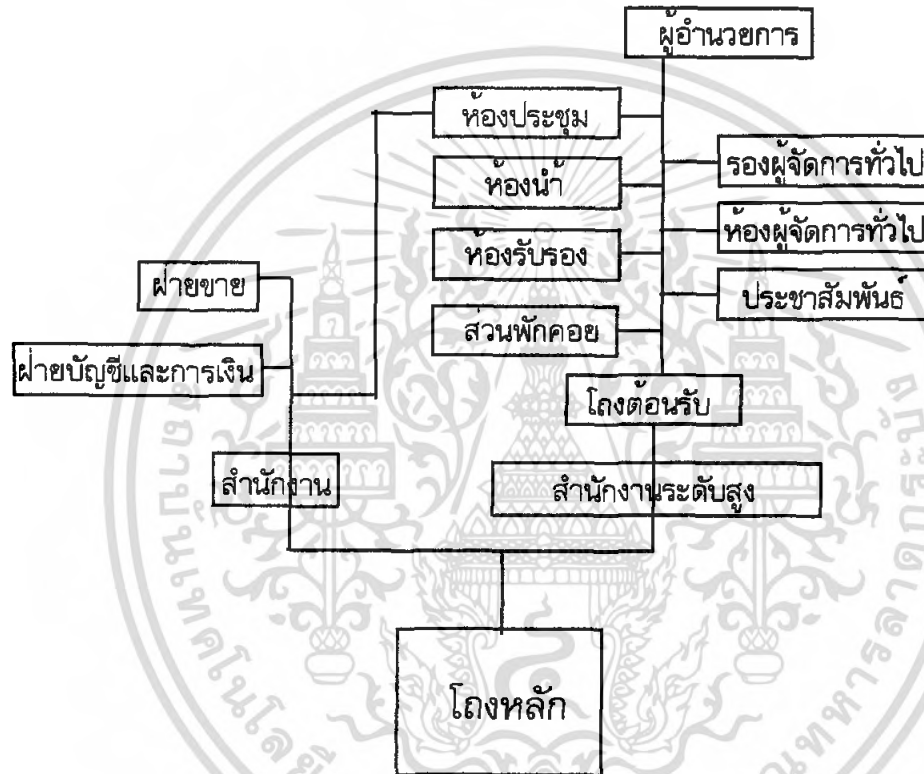 ผู้อำนวยการ
ห้องประชุม
รองผู้จัดการทั่วไป
ห้องน้ำ
ห้องผู้จัดการทั่วไป
ห้องรับรอง
ฝ่ายขาย
ประชาสัมพันธ์
ส่วนพักคอย
ฝ่ายบัญชีและการเงิน
โถงต้อนรับ
สำนักงาน
สำนักงานระดับสูง
โถงหลัก